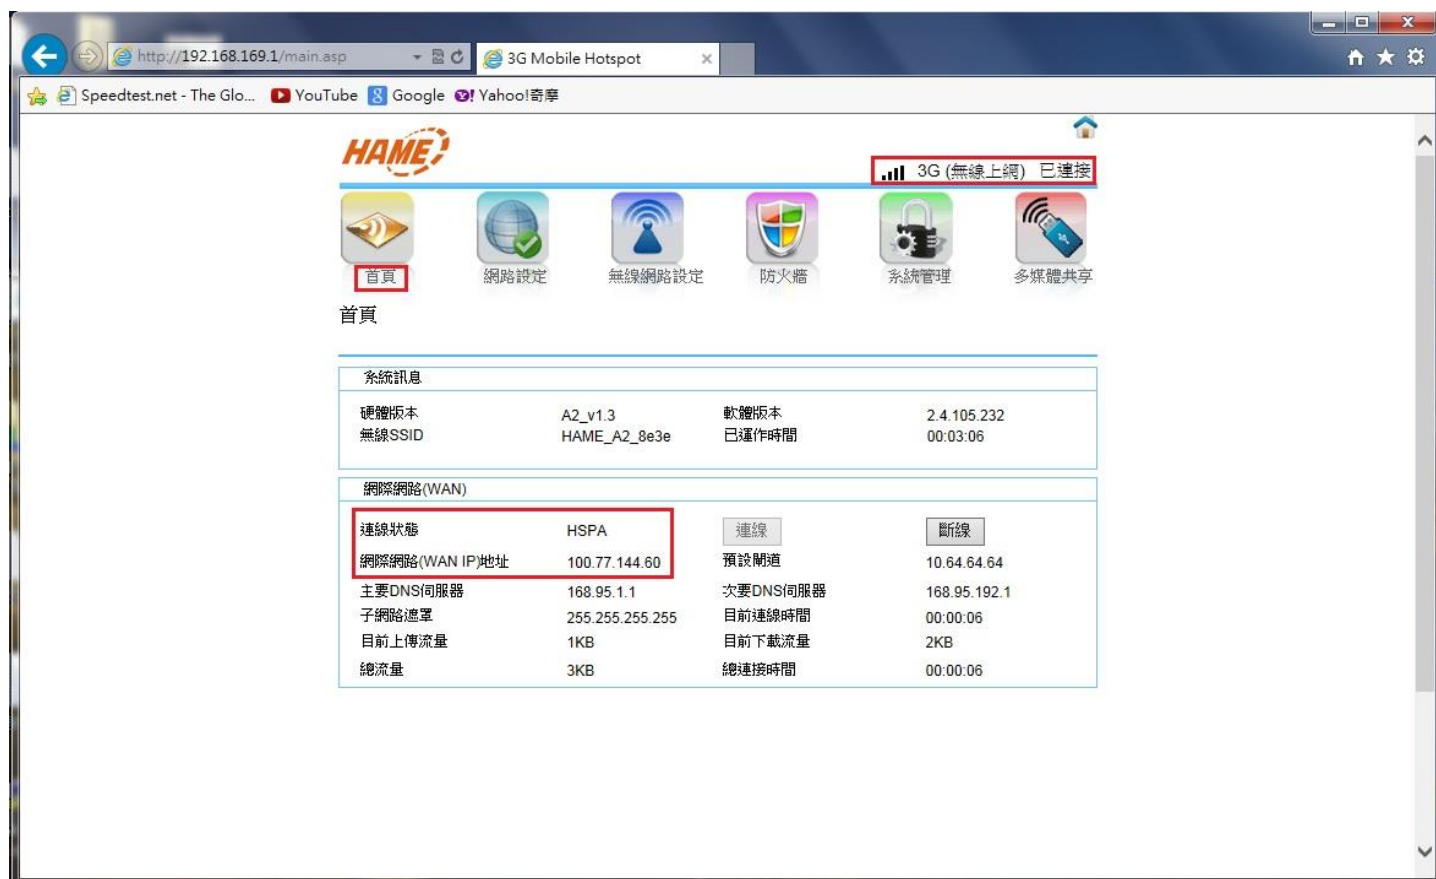 http://192.168.169.1/main.asp
3G Mobile Hotspot
Speedtest.net - The Glo... YouTube Google Yahoo!奇摩
HAME
3G (無線上網) 已連接
首頁 網路設定 無線網路設定 防火牆 系統管理 多媒體共享
首頁
系統訊息
硬體版本 A2_v1.3 軟體版本 2.4.105.232
無線SSID HAME_A2_8e3e 已運作時間 00:03:06
網際網路(WAN)
連線狀態 HSPA 連線 斷線
網際網路(WAN IP)地址 100.77.144.60 預設閘道 10.64.64.64
主要DNS伺服器 168.95.1.1 次要DNS伺服器 168.95.192.1
子網路遮罩 255.255.255.255 目前連線時間 00:00:06
目前上傳流量 1KB 目前下載流量 2KB
總流量 3KB 總連接時間 00:00:06